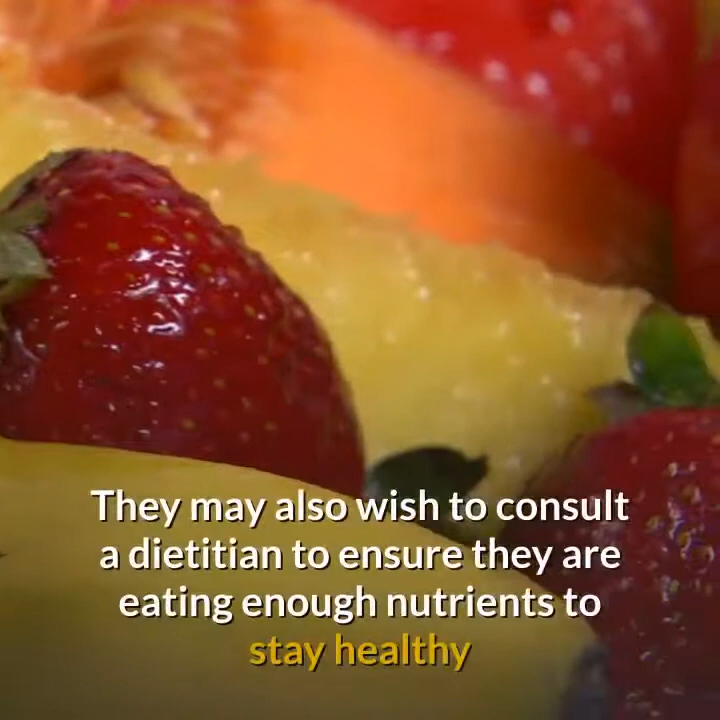 They may also wish to consult
a dietitian to ensure they are
eating enough nutrients to
stay healthy